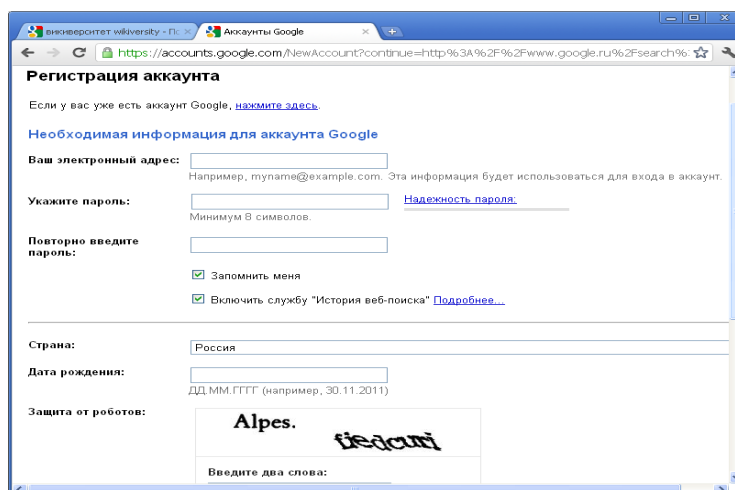 викиверситет wikiversity - По
Аккаунты Google
https://accounts.google.com/NewAccount?continue=http%3A%2F%2Fwww.google.ru%2Fsearch%
Регистрация аккаунта
Если у вас уже есть аккаунт Google, нажмите здесь.
Необходимая информация для аккаунта Google
Ваш электронный адрес:
Например, myname@example.com. Эта информация будет использоваться для входа в аккаунт.
Укажите пароль:
Надежность пароля:
Минимум 8 символов.
Повторно введите
пароль:
Запомнить меня
Включить службу "История веб-поиска" Подробнее...
Страна:
Россия
Дата рождения:
ДД.ММ.ГГГГ (например, 30.11.2011)
Защита от роботов:
Alpes.
Введите два слова: